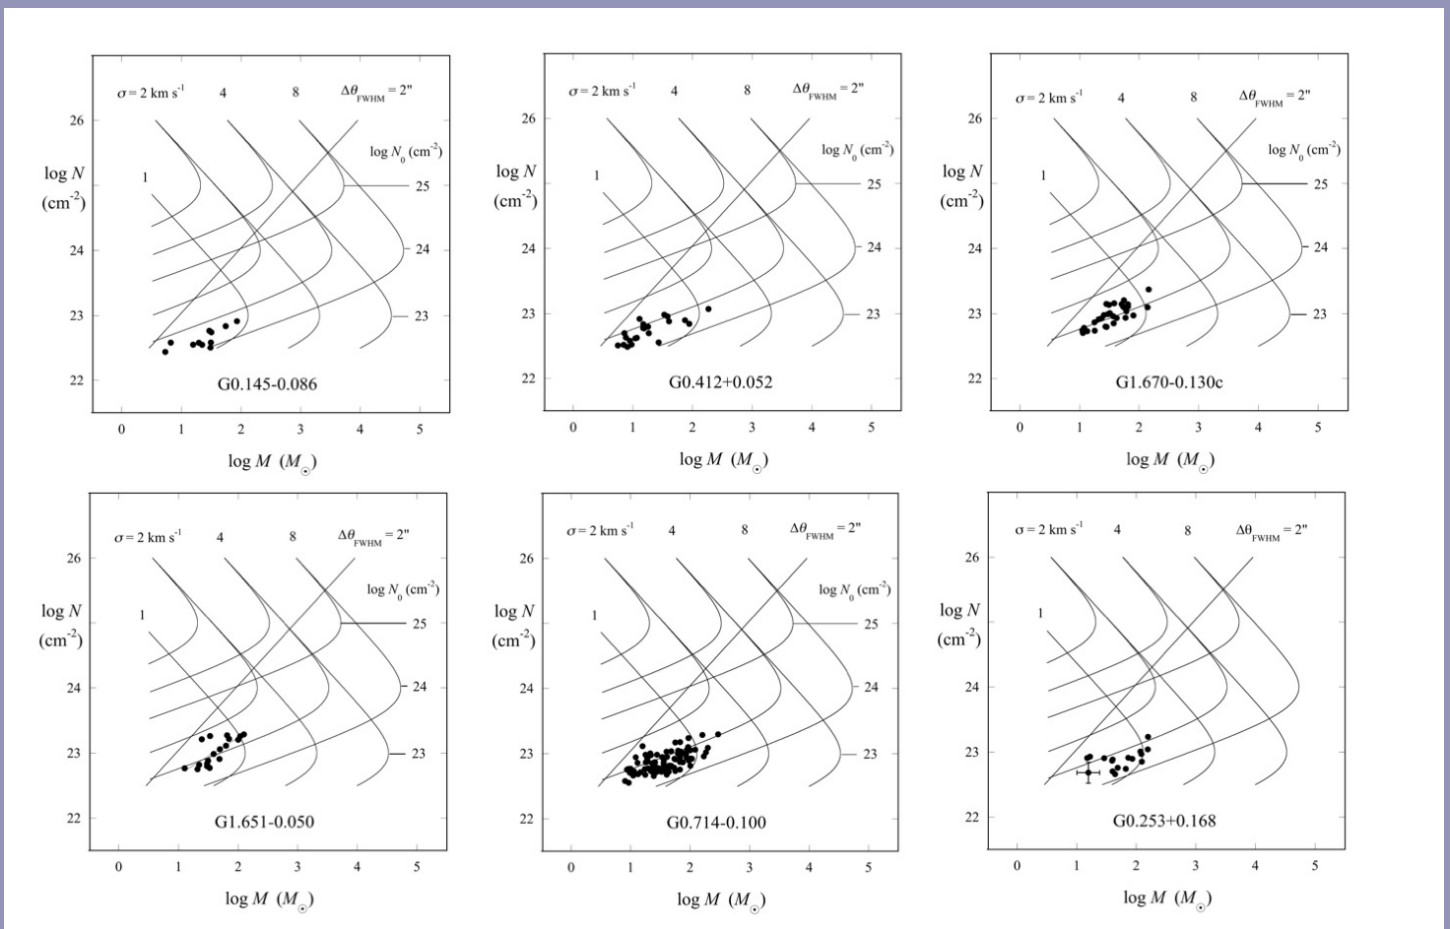 σ = 2 km s⁻¹ 4 8 Δθ_FWHM = 2"
26
log N₀ (cm⁻²)
log N
(cm⁻²)
1
25
24
24
23
23
22
G0.145-0.086
0 1 2 3 4 5
log M (M☉)
σ = 2 km s⁻¹ 4 8 Δθ_FWHM = 2"
26
log N₀ (cm⁻²)
log N
(cm⁻²)
1
25
24
24
23
23
22
G0.412+0.052
0 1 2 3 4 5
log M (M☉)
σ = 2 km s⁻¹ 4 8 Δθ_FWHM = 2"
26
log N₀ (cm⁻²)
log N
(cm⁻²)
1
25
24
24
23
23
22
G1.670-0.130c
0 1 2 3 4 5
log M (M☉)
σ = 2 km s⁻¹ 4 8 Δθ_FWHM = 2"
26
log N₀ (cm⁻²)
log N
(cm⁻²)
1
25
24
24
23
23
22
G1.651-0.050
0 1 2 3 4 5
log M (M☉)
σ = 2 km s⁻¹ 4 8 Δθ_FWHM = 2"
26
log N₀ (cm⁻²)
log N
(cm⁻²)
1
25
24
24
23
23
22
G0.714-0.100
0 1 2 3 4 5
log M (M☉)
σ = 2 km s⁻¹ 4 8 Δθ_FWHM = 2"
26
log N
(cm⁻²)
1
24
23
22
G0.253+0.168
0 1 2 3 4 5
log M (M☉)